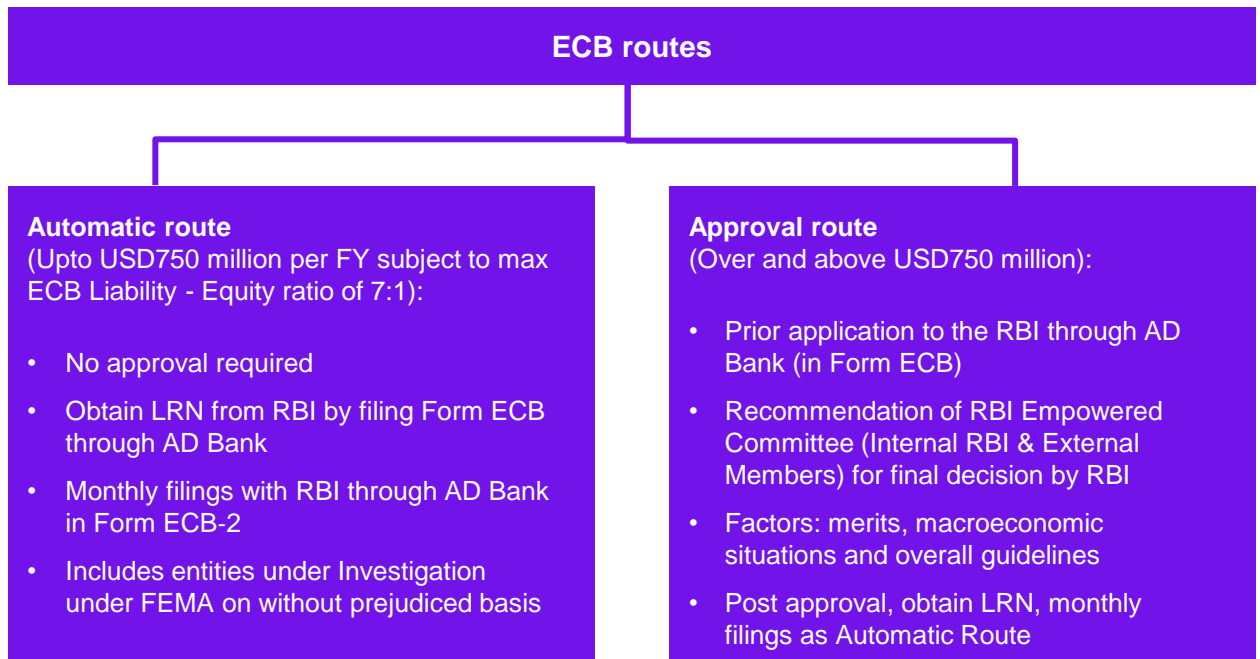 ECB routes
Automatic route
(Upto USD750 million per FY subject to max
ECB Liability - Equity ratio of 7:1):
• No approval required
• Obtain LRN from RBI by filing Form ECB
through AD Bank
• Monthly filings with RBI through AD Bank
in Form ECB-2
• Includes entities under Investigation
under FEMA on without prejudiced basis
Approval route
(Over and above USD750 million):
• Prior application to the RBI through AD
Bank (in Form ECB)
• Recommendation of RBI Empowered
Committee (Internal RBI & External
Members) for final decision by RBI
• Factors: merits, macroeconomic
situations and overall guidelines
• Post approval, obtain LRN, monthly
filings as Automatic Route